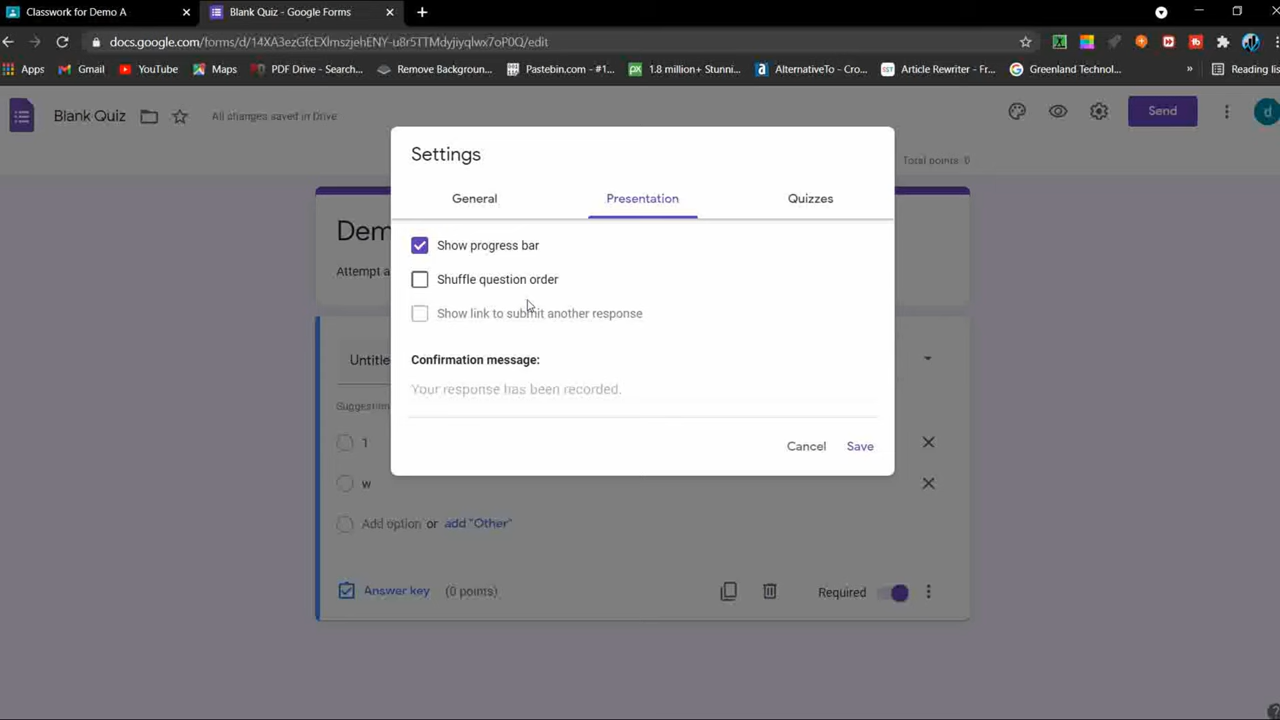 Classwork for Demo A
Blank Quiz - Google Forms
docs.google.com/forms/d/14XA3ezGfcEXlmszjehENY-u8r5TTMdyjiyqlwx7oP0Q/edit
Apps Gmail YouTube Maps PDF Drive - Search... Remove Backgroun... Pastebin.com - #1... 1.8 million+ Stunni... AlternativeTo - Cro... Article Rewriter - Fr... Greenland Technol... » Reading list
Blank Quiz All changes saved in Drive Send d
Total points: 0
Settings
General Presentation Quizzes
Show progress bar
Shuffle question order
Show link to submit another response
Confirmation message:
Your response has been recorded.
Cancel Save
Dem
Attempt a
Untitle
Suggestion
1
w
Add option or add "Other"
Answer key (0 points) Required